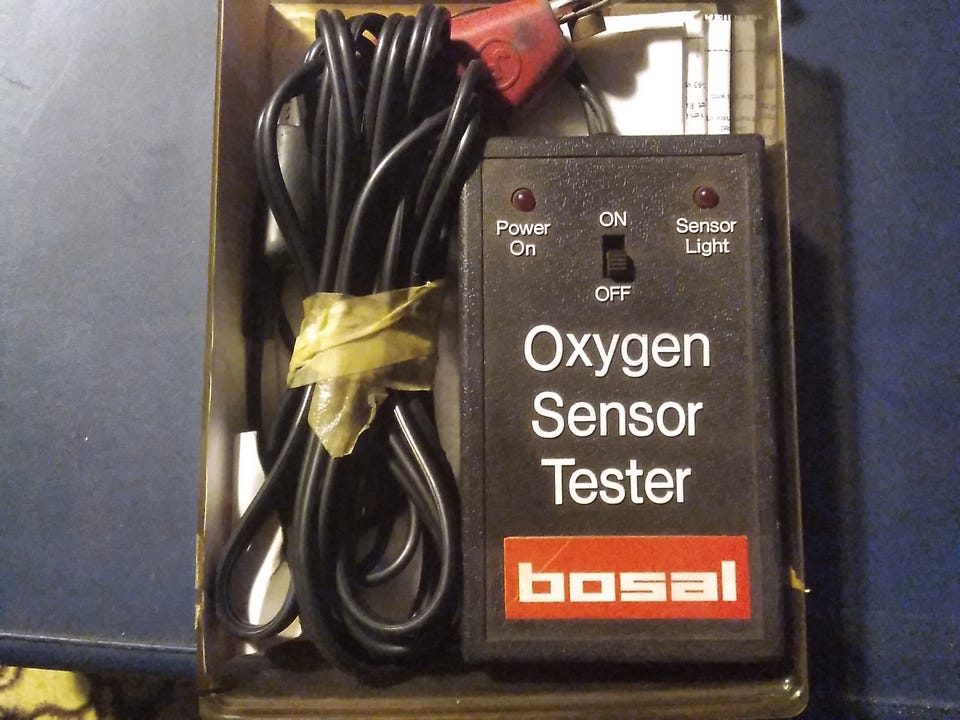 Power
On
ON
OFF
Sensor
Light
Oxygen
Sensor
Tester
bosal